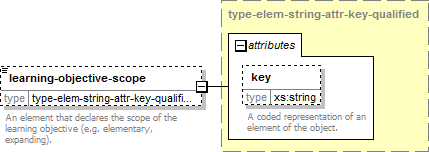 type-elem-string-attr-key-qualified
attributes
learning-objective-scope
type type-elem-string-attr-key-qualifi...
An element that declares the scope of the
learning objective (e.g. elementary,
expanding).
key
type xs:string
A coded representation of an
element of the object.